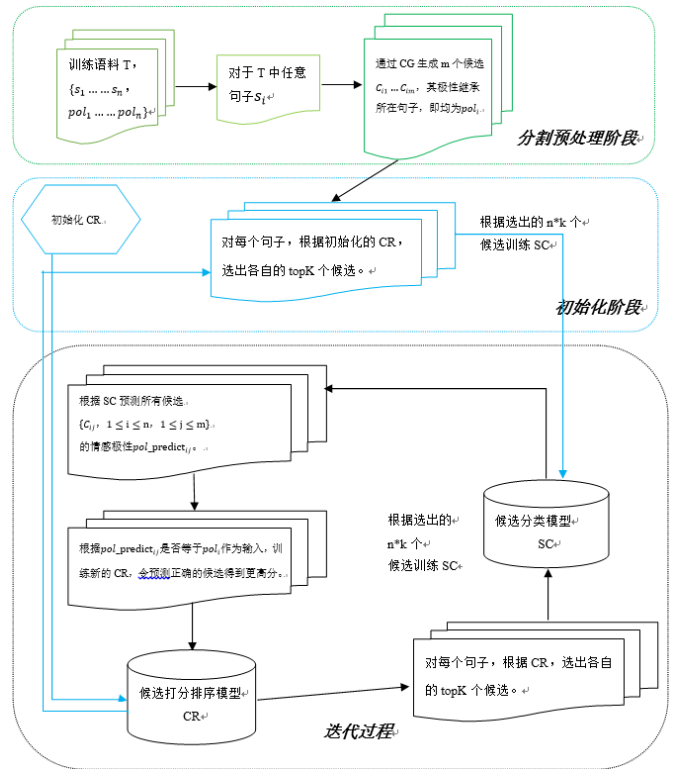 训练语料 T，
{s₁ ……sₙ，
pol₁ ……polₙ}
对于 T 中任意
句子Sᵢ
通过 CG 生成 m 个候选
Cᵢ₁ …Cᵢₘ，其极性继承
所在句子，即均为polᵢ
分割预处理阶段
初始化 CR
对每个句子，根据初始化的 CR，
选出各自的 topK 个候选。
根据选出的 n*k 个
候选训练 SC
初始化阶段
根据 SC 预测所有候选
{Cᵢⱼ，1 ≤ i ≤ n，1 ≤ j ≤ m}
的情感极性pol_predictᵢⱼ。
根据pol_predictᵢⱼ是否等于polᵢ作为输入，训
练新的 CR，令预测正确的候选得到更高分。
根据选出的
n*k 个
候选训练 SC
候选分类模型
SC
候选打分排序模型
CR
对每个句子，根据 CR，选出各自
的 topK 个候选。
迭代过程